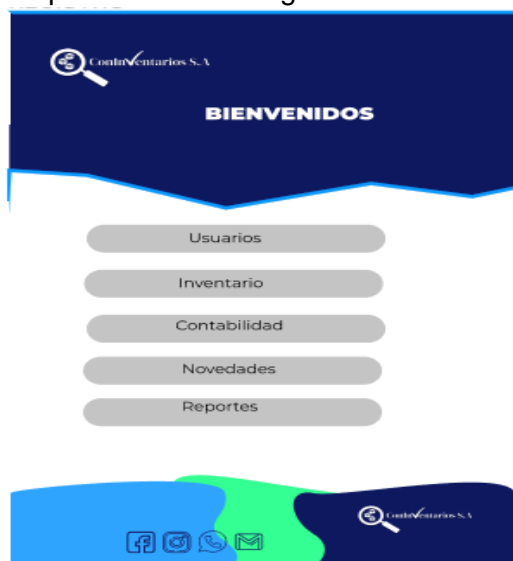 ConInVentarios S.A
BIENVENIDOS
Usuarios
Inventario
Contabilidad
Novedades
Reportes
ConInVentarios S.A